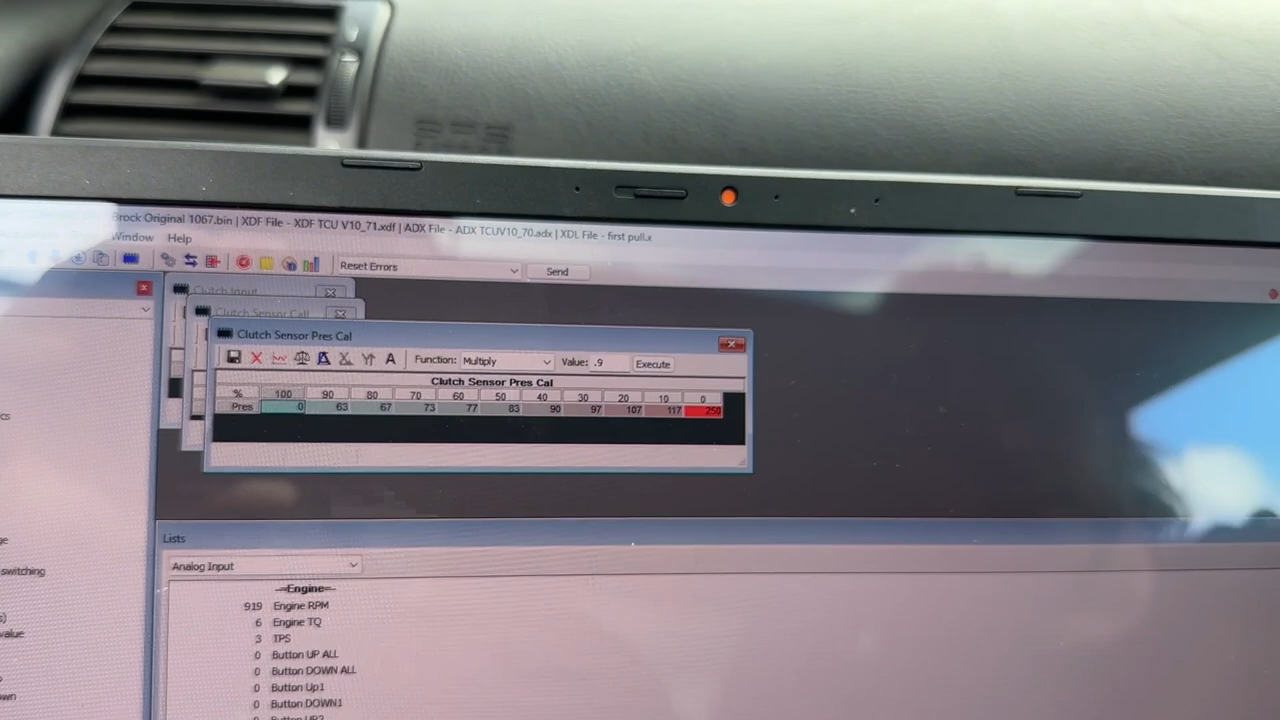 Brock Original 1067.bin | XDF File - XDF TCU V10_71.xdf | ADX File - ADX TCUV10_70.adx | XDL File - first pull.x
Window Help
Reset Errors Send
Clutch Input
Clutch Sensor Call
Clutch Sensor Pres Cal
A Function: Multiply Value: .9 Execute
Clutch Sensor Pres Cal
% 100 90 80 70 60 50 40 30 20 10 0
Pres 0 63 67 73 77 83 90 97 107 117 250
Lists
Analog Input
switching
value
=Engine=
919 Engine RPM
6 Engine TQ
3 TPS
0 Button UP ALL
0 Button DOWN ALL
0 Button Up1
0 Button DOWN1
0 Button UP2